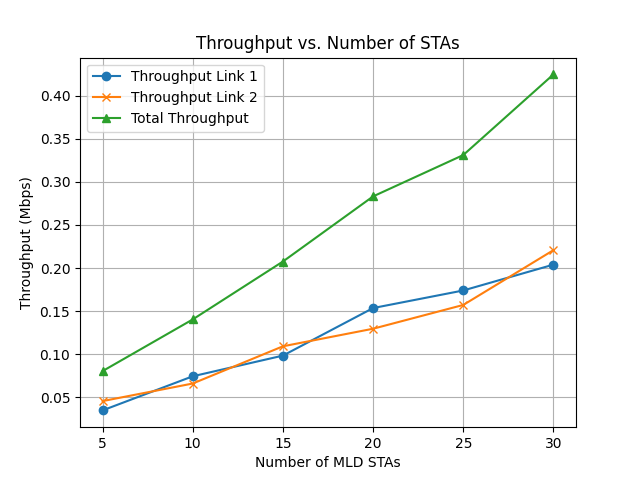 Throughput vs. Number of STAs
Throughput Link 1
Throughput Link 2
Total Throughput
Throughput (Mbps)
0.40
0.35
0.30
0.25
0.20
0.15
0.10
0.05
5 10 15 20 25 30
Number of MLD STAs